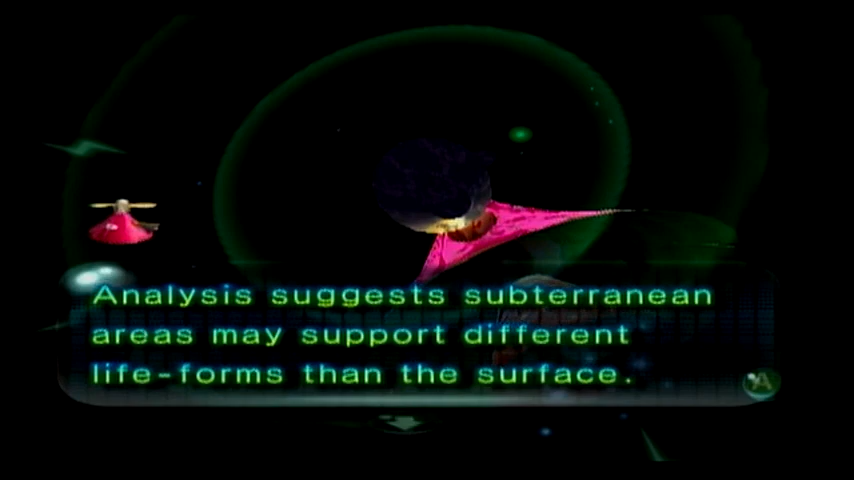 Analysis suggests subterranean
areas may support different
life-forms than the surface.
A